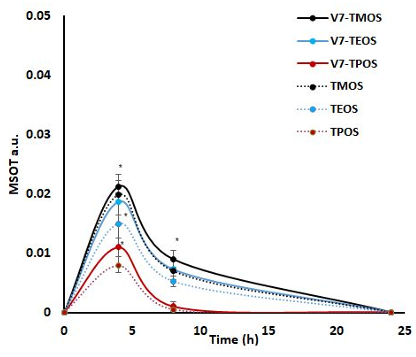 0.05
0.04
0.03
0.02
0.01
0
MSOT a.u.
V7-TMOS
V7-TEOS
V7-TPOS
TMOS
TEOS
TPOS
*
*
*
*
0 5 10 15 20 25
Time (h)